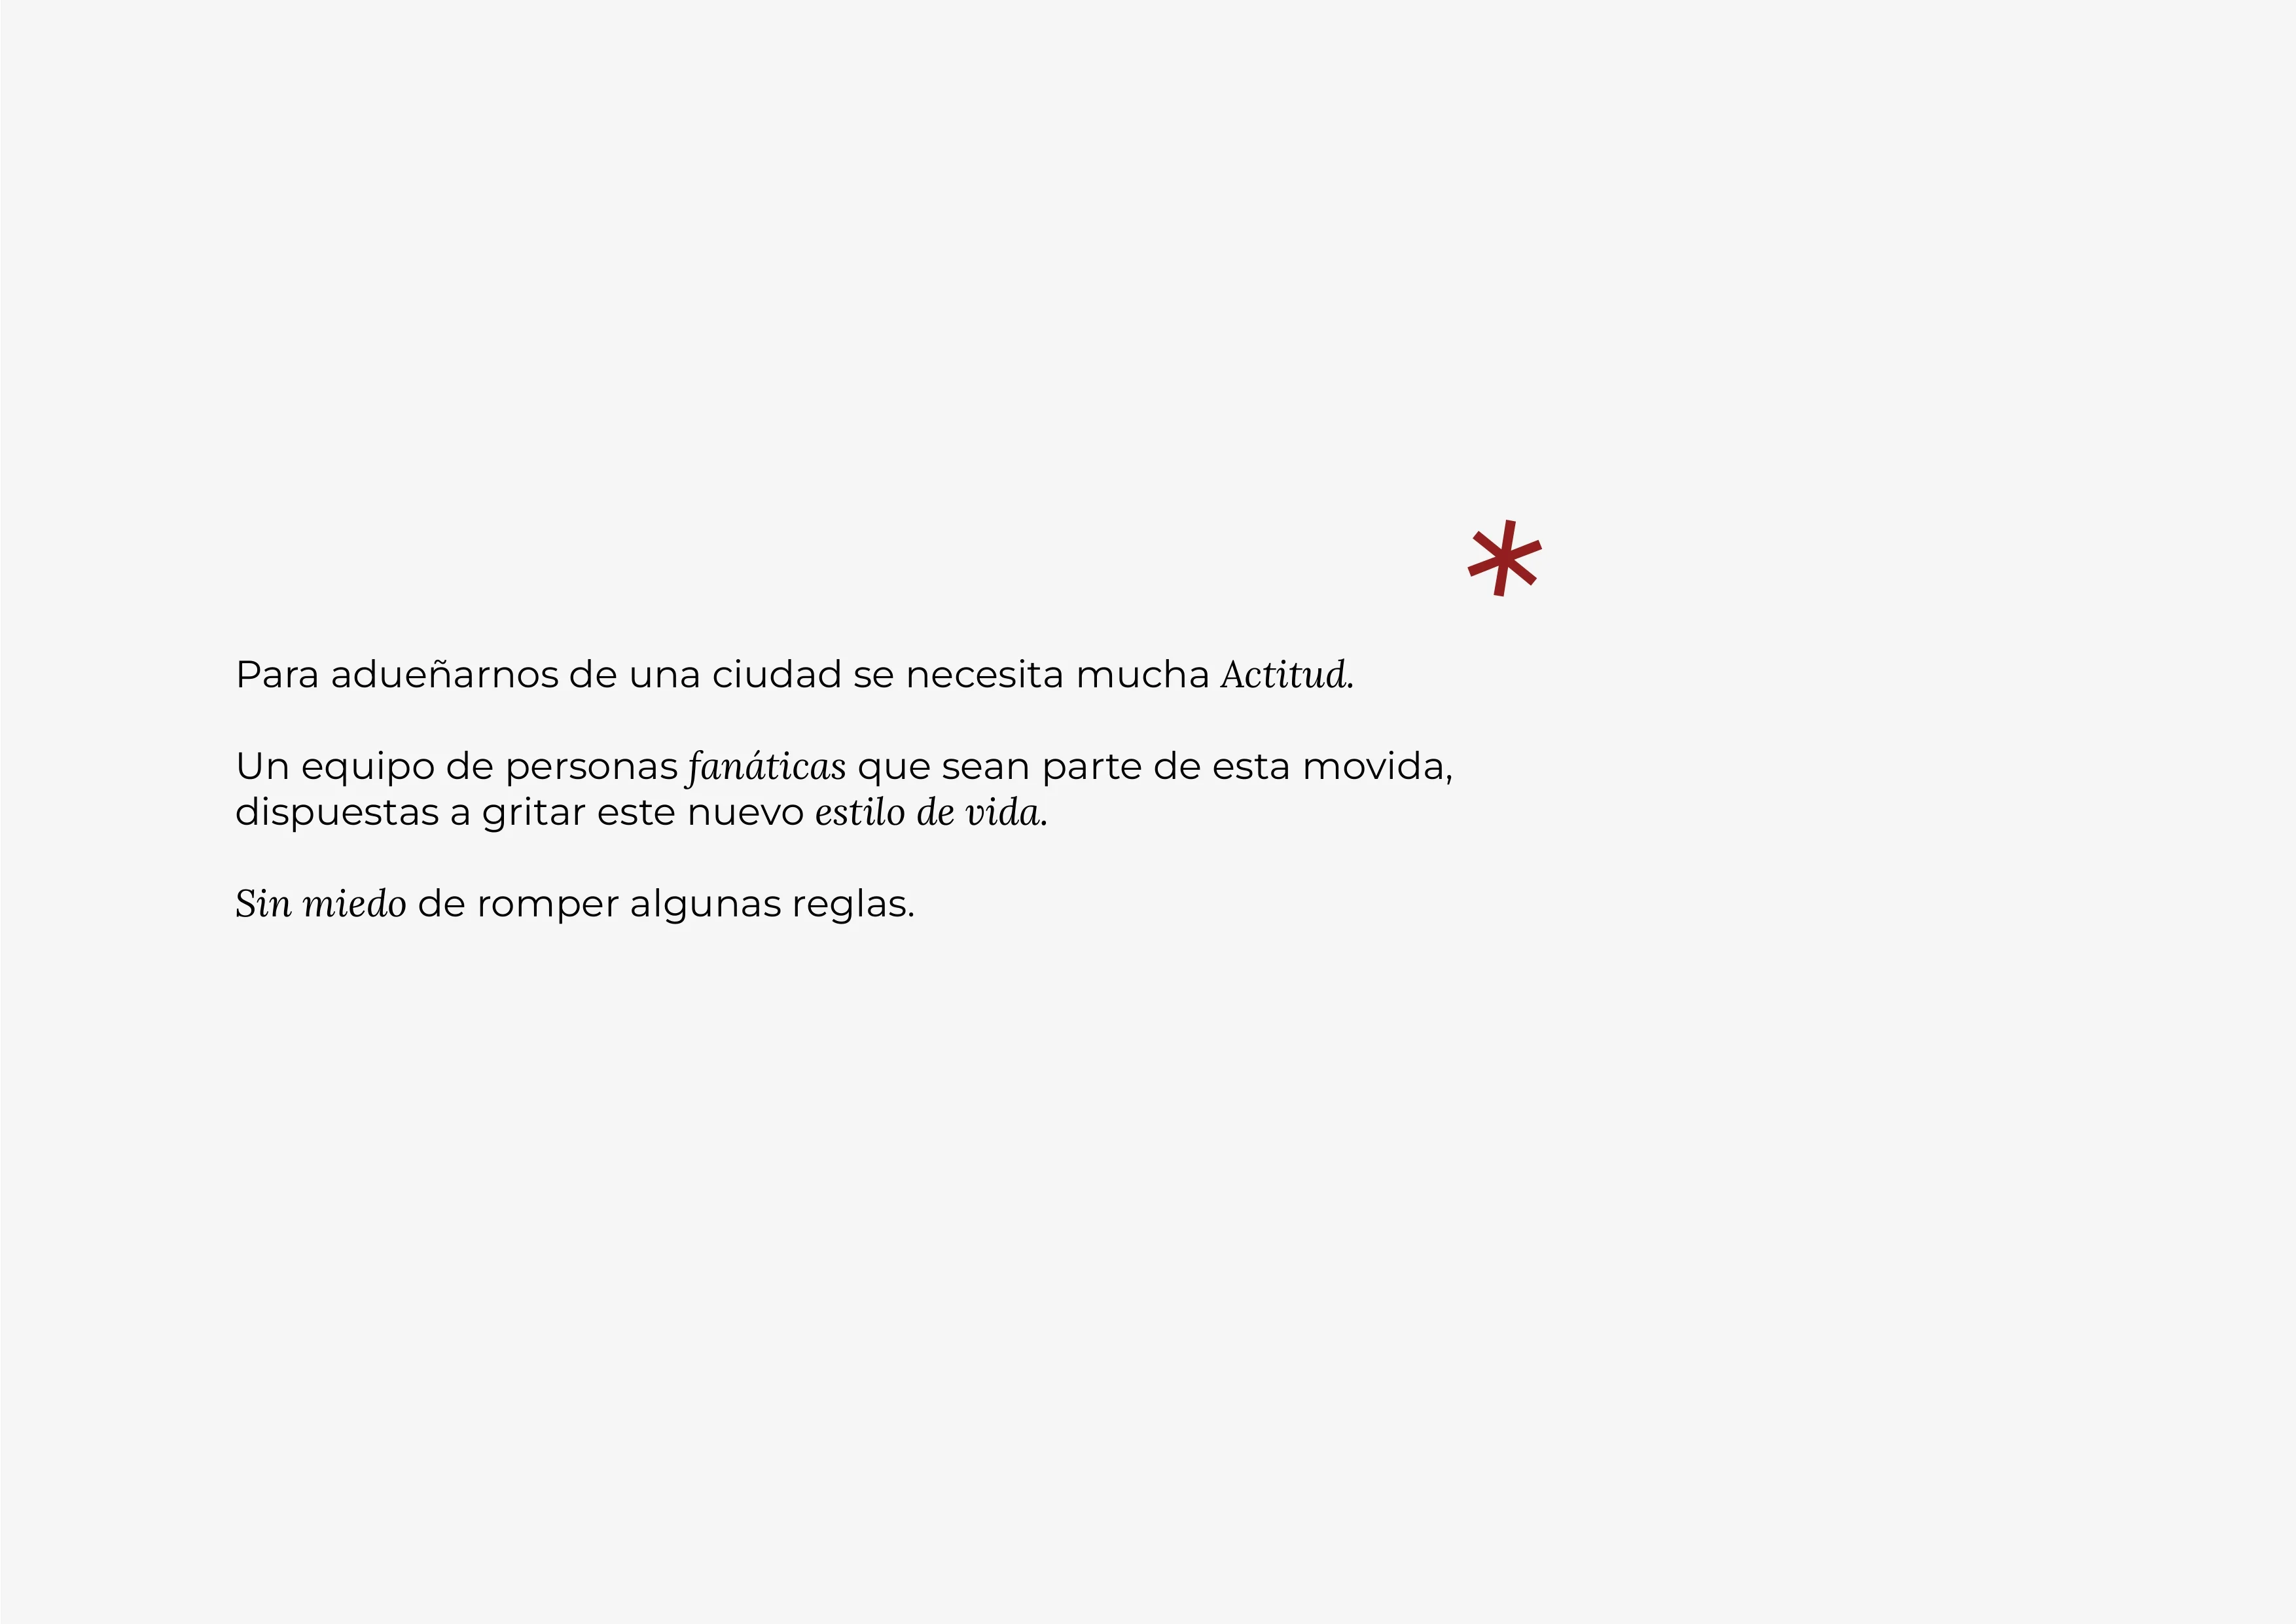 *
Para adueñarnos de una ciudad se necesita mucha Actitud.
Un equipo de personas fanáticas que sean parte de esta movida,
dispuestas a gritar este nuevo estilo de vida.
Sin miedo de romper algunas reglas.